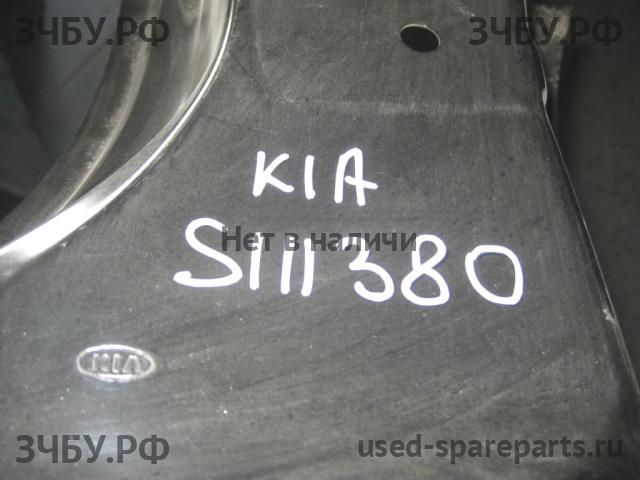 ЗЧБУ.РФ
ЗЧБУ.РФ
KIA
S111380
Нет в наличии
KIA
ЗЧБУ.РФ
used-spareparts.ru